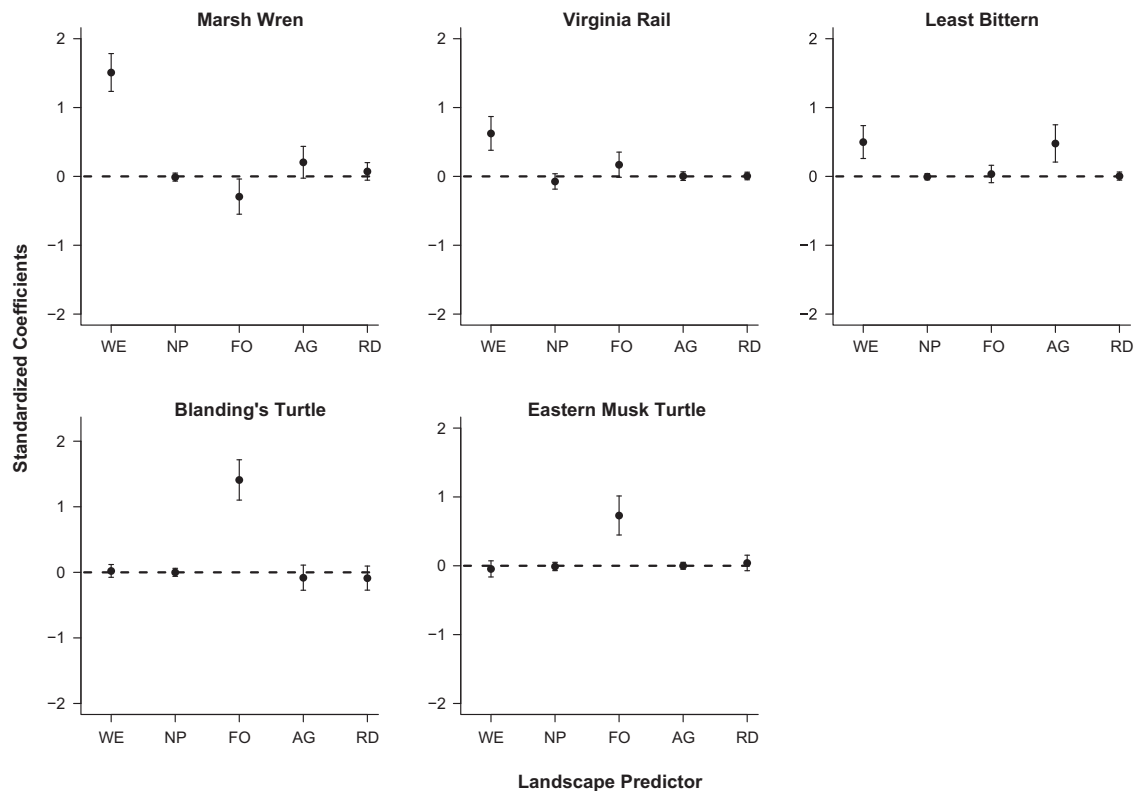 Marsh Wren
Virginia Rail
Least Bittern
2
1
0
−1
−2
WE NP FO AG RD
2
1
0
−1
−2
WE NP FO AG RD
2
1
0
−1
−2
WE NP FO AG RD
Standardized Coefficients
Blanding's Turtle
Eastern Musk Turtle
2
1
0
−1
−2
WE NP FO AG RD
2
1
0
−1
−2
WE NP FO AG RD
Landscape Predictor